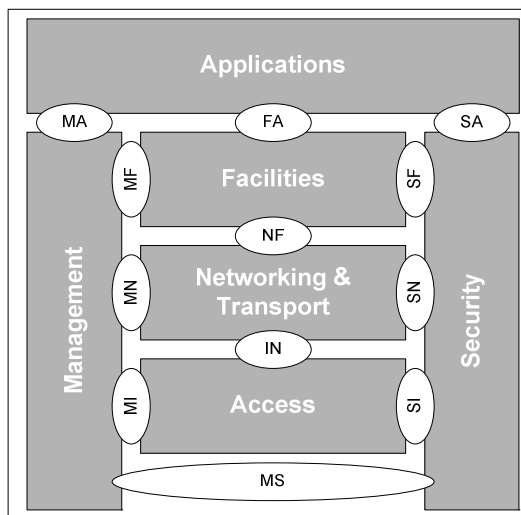 Applications
MA
FA
SA
MF
Facilities
SF
NF
Management
MN
Networking &
Transport
SN
Security
IN
MI
Access
SI
MS